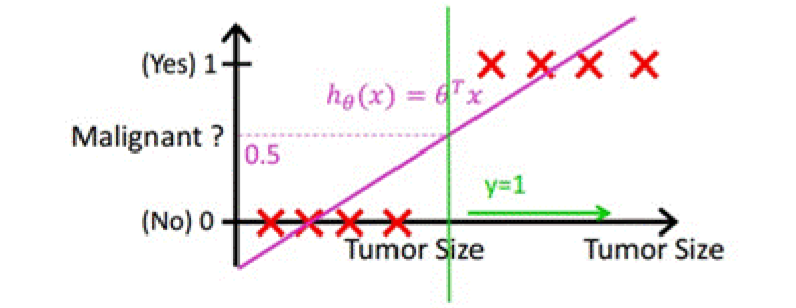 (Yes) 1
hθ(x) = θᵀx
Malignant ?
0.5
y=1
(No) 0
Tumor Size
Tumor Size